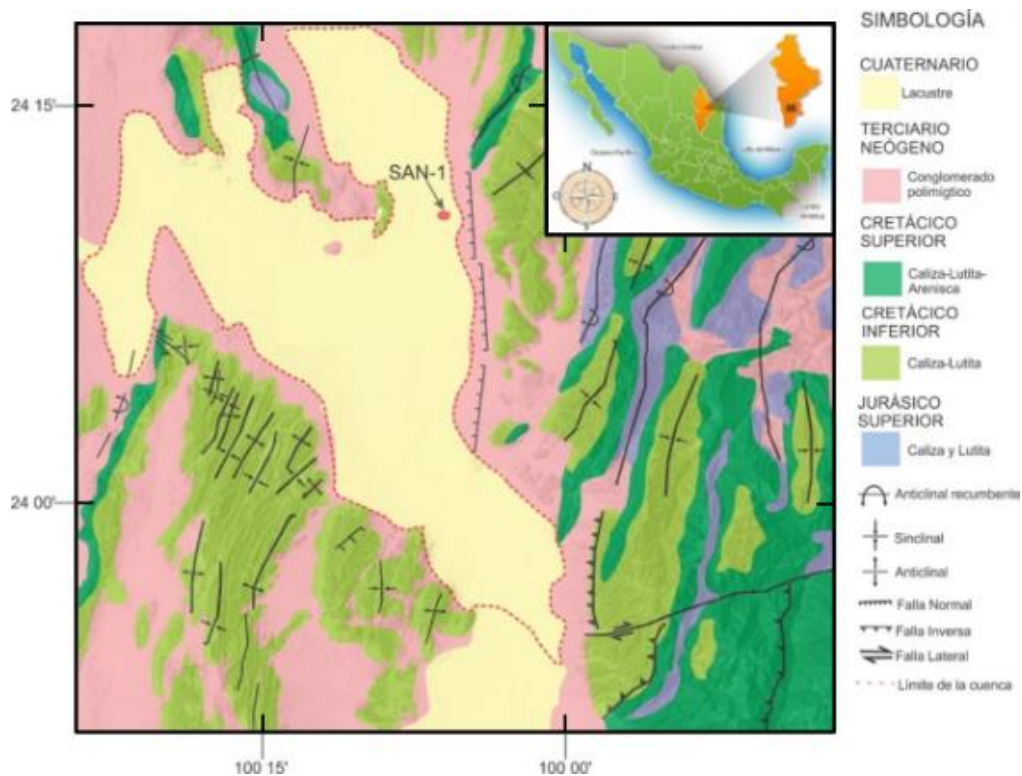 24 15'
SAN-1
24 00'
100 15'
100 00'
N
SIMBOLOGÍA
CUATERNARIO
Lacustre
TERCIARIO
NEÓGENO
Conglomerado
polimígtico
CRETÁCICO
SUPERIOR
Caliza-Lutita-
Arenisca
CRETÁCICO
INFERIOR
Caliza-Lutita
JURÁSICO
SUPERIOR
Caliza y Lutita
Anticlinal recumbente
Sinclinal
Anticlinal
Falla Normal
Falla Inversa
Falla Lateral
Límite de la cuenca